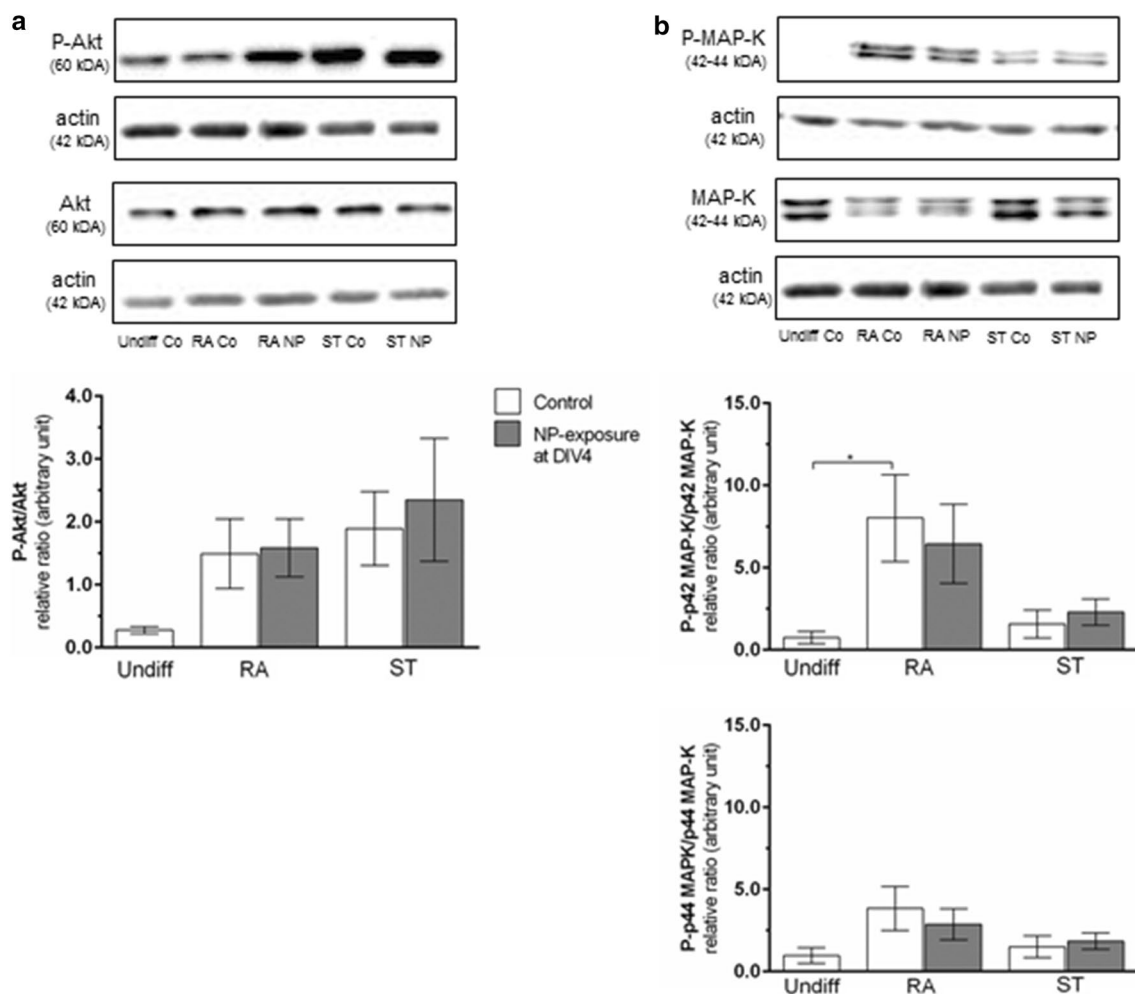 a
P-Akt
(60 kDA)
actin
(42 kDA)
Akt
(60 kDA)
actin
(42 kDA)
Undiff Co RA Co RA NP ST Co ST NP
4.0
3.0
2.0
1.0
0.0
P-Akt/Akt
relative ratio (arbitrary unit)
Undiff RA ST
Control
NP-exposure
at DIV4
b
P-MAP-K
(42-44 kDA)
actin
(42 kDA)
MAP-K
(42-44 kDA)
actin
(42 kDA)
Undiff Co RA Co RA NP ST Co ST NP
15.0
10.0
5.0
0.0
P-p42 MAP-K/p42 MAP-K
relative ratio (arbitrary unit)
*
Undiff RA ST
15.0
10.0
5.0
0.0
P-p44 MAPK/p44 MAP-K
relative ratio (arbitrary unit)
Undiff RA ST